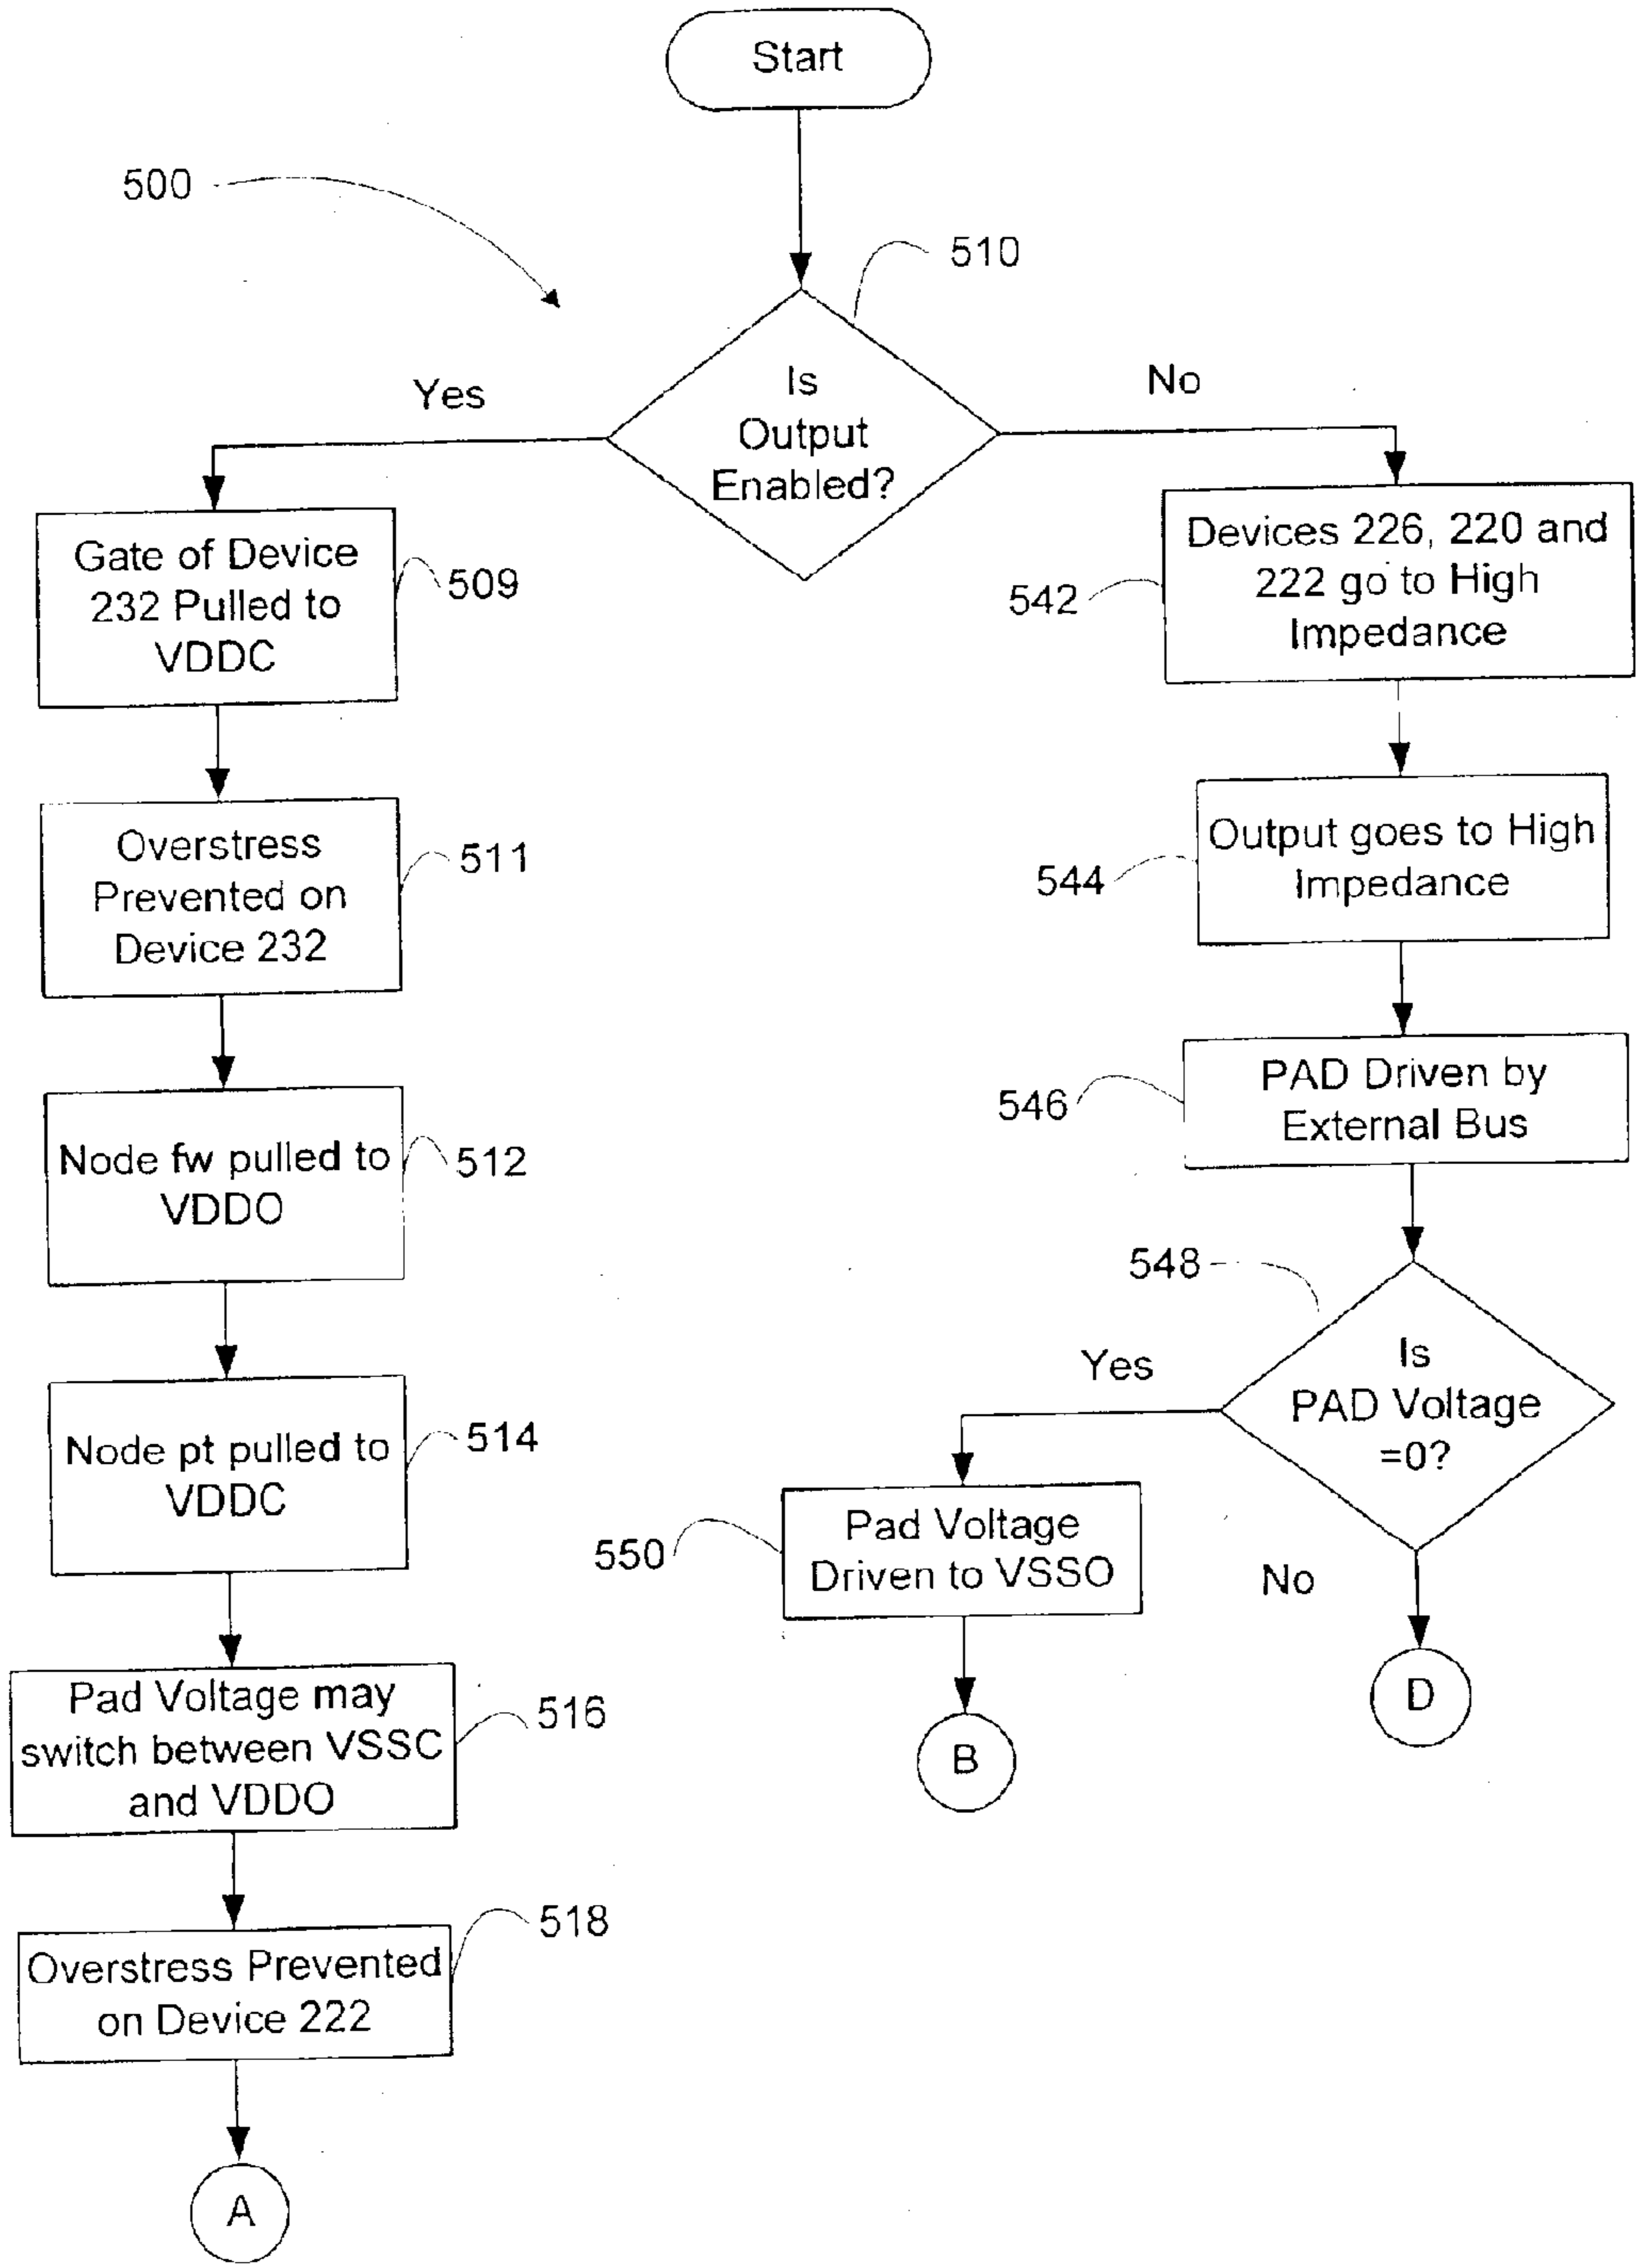 Start
500
510
Is
Output
Enabled?
Yes
No
Gate of Device
232 Pulled to
VDDC
509
Overstress
Prevented on
Device 232
511
Node fw pulled to
VDDO
512
Node pt pulled to
VDDC
514
Pad Voltage may
switch between VSSC
and VDDO
516
Overstress Prevented
on Device 222
518
A
Devices 226, 220 and
222 go to High
Impedance
542
Output goes to High
Impedance
544
PAD Driven by
External Bus
546
548
Is
PAD Voltage
=0?
Yes
No
Pad Voltage
Driven to VSSO
550
B
D